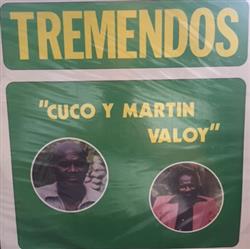 TREMENDOS
"CUCO Y MARTIN
VALOY"